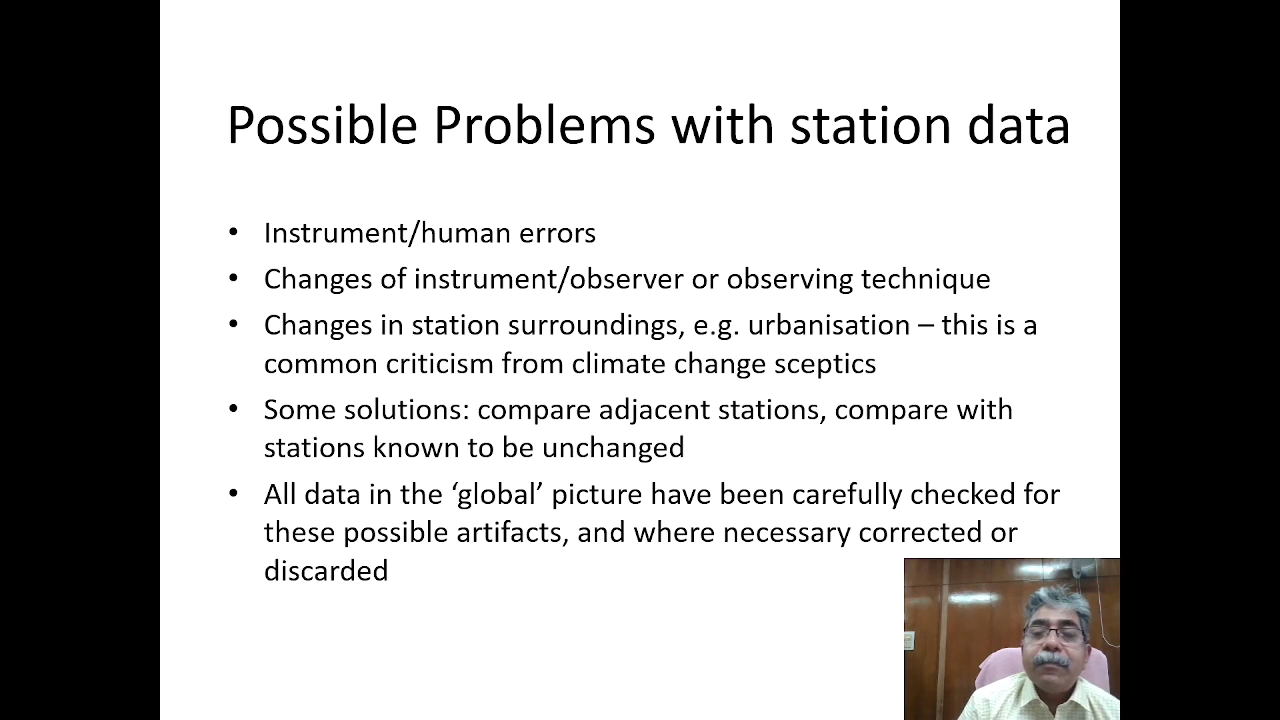 Possible Problems with station data
• Instrument/human errors
• Changes of instrument/observer or observing technique
• Changes in station surroundings, e.g. urbanisation – this is a
common criticism from climate change sceptics
• Some solutions: compare adjacent stations, compare with
stations known to be unchanged
• All data in the ‘global’ picture have been carefully checked for
these possible artifacts, and where necessary corrected or
discarded